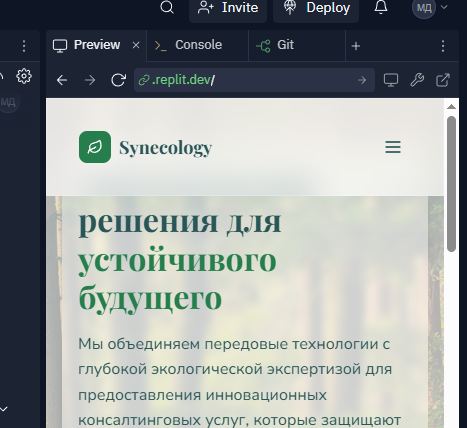 Invite
Deploy
МД
Preview
Console
Git
.replit.dev/
МД
Synecology
решения для
устойчивого
будущего
Мы объединяем передовые технологии с
глубокой экологической экспертизой для
предоставления инновационных
консалтинговых услуг, которые защищают